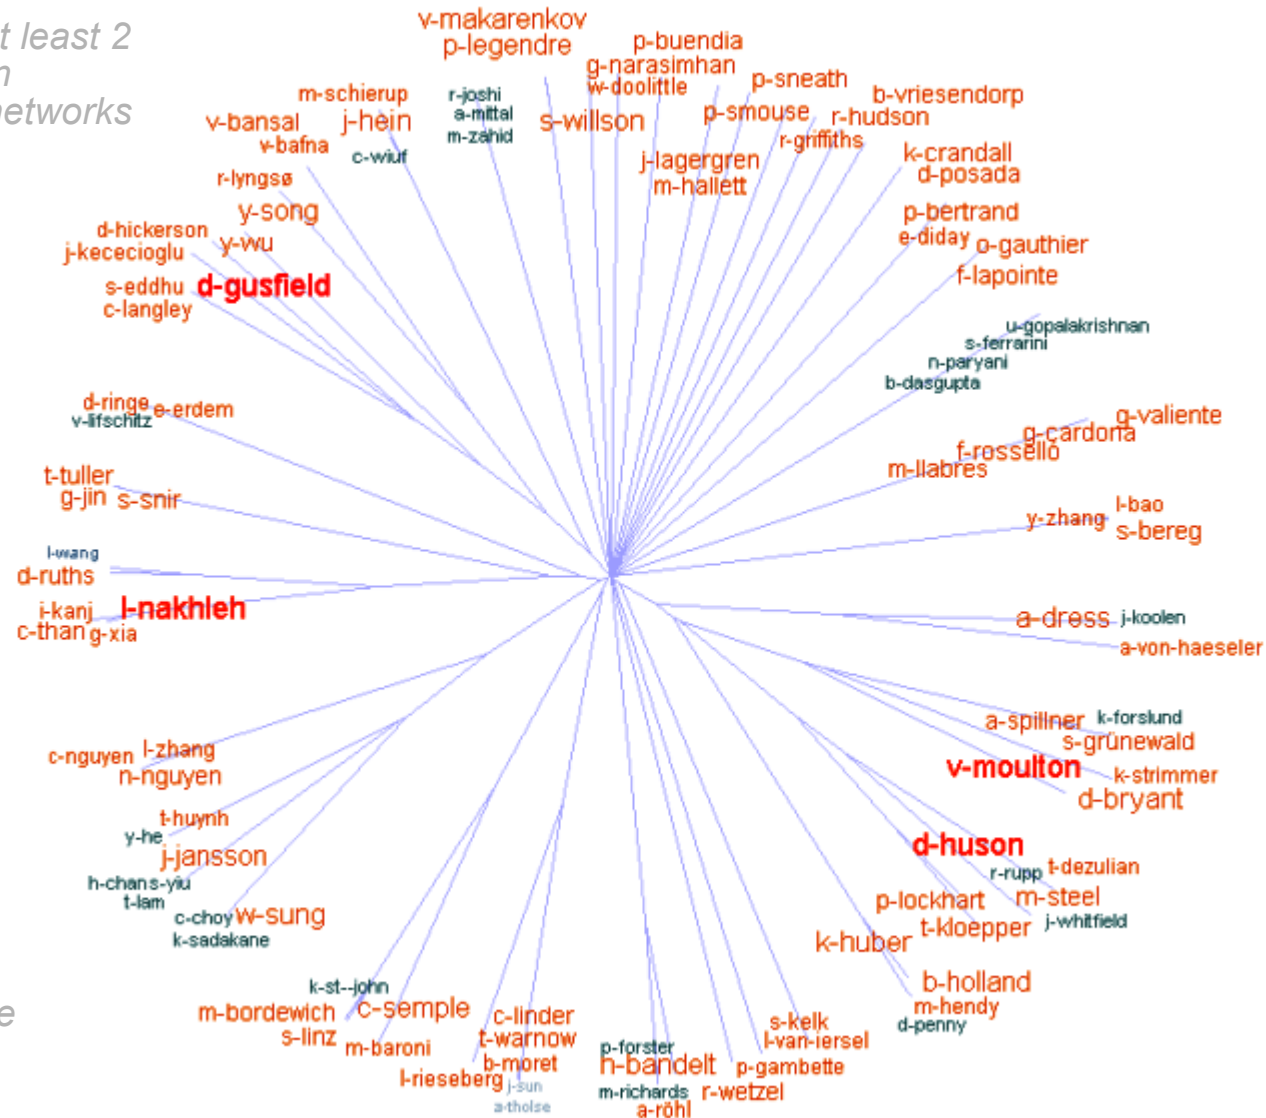 t least 2
n
networks
v-makarenkov
p-legendre
p-buendia
g-narasimhan
w-doolittle
p-sneath
p-smouse
b-vriesendorp
r-hudson
r-griffiths
m-schierup
j-hein
c-wiuf
r-joshi
a-mittal
m-zahid
s-willson
v-bansal
v-bafna
j-lagergren
m-hallett
k-crandall
d-posada
r-lyngsø
y-song
p-bertrand
e-diday
o-gauthier
f-lapointe
d-hickerson
j-kececioglu
y-wu
s-eddhu
d-gusfield
c-langley
u-gopalakrishnan
s-ferrarini
n-paryani
b-dasgupta
d-ringe
e-erdem
v-lifschitz
g-valiente
g-cardona
f-rosselló
m-llabres
t-tuller
g-jin
s-snir
l-bao
y-zhang
s-bereg
l-wang
d-ruths
i-kanj
l-nakhleh
c-than
g-xia
a-dress
j-koolen
a-von-haeseler
a-spillner
k-forslund
s-grünewald
c-nguyen
l-zhang
n-nguyen
v-moulton
k-strimmer
d-bryant
t-huynh
y-he
j-jansson
h-chan
s-yiu
t-lam
d-huson
r-rupp
t-dezulian
c-choy
w-sung
k-sadakane
p-lockhart
m-steel
t-kloepper
j-whitfield
k-huber
k-st--john
m-bordewich
c-semple
s-linz
m-baroni
b-holland
m-hendy
d-penny
e
c-linder
t-warnow
b-moret
l-rieseberg
j-sun
a-tholse
p-forster
h-bandelt
m-richards
a-röhl
s-kelk
l-van-iersel
p-gambette
r-wetzel